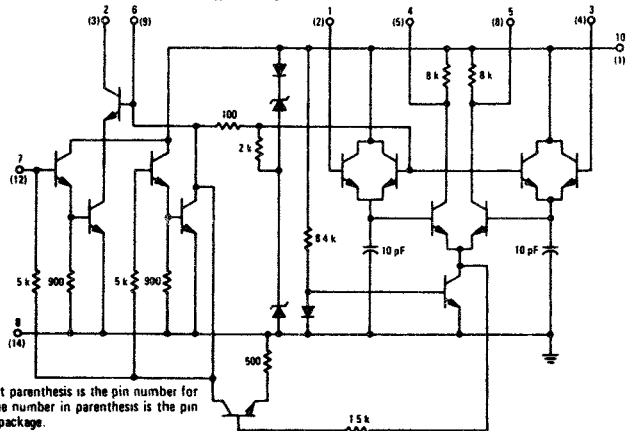 2 6 4 5 3
(3) (9) 1 (2) (5) (8) (4)
10
(1)
8 k 8 k
100
2 k
7
(12)
8 4 k
10 pF 10 pF
5 k 900 5 k 900
8
(14)
500
t parenthesis is the pin number for
e number in parenthesis is the pin
package.
1 5 k